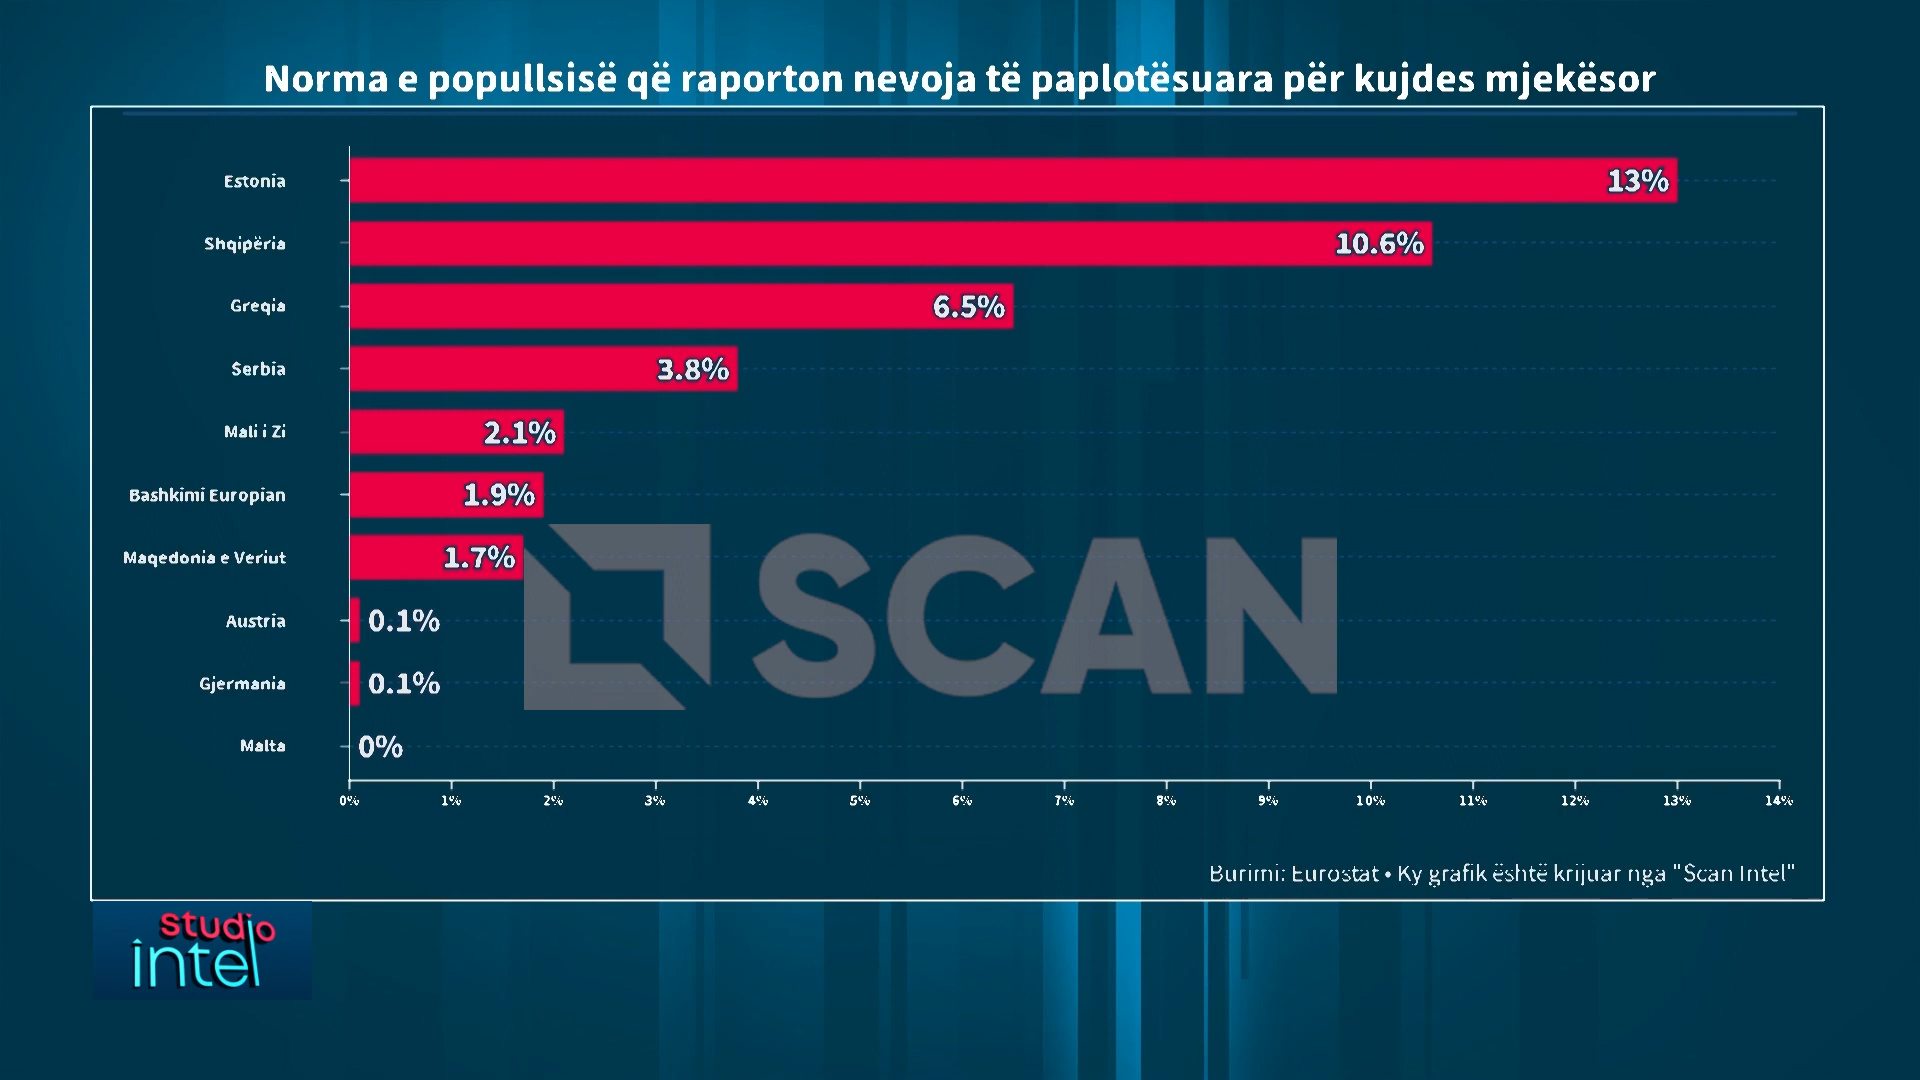 Norma e popullsisë që raporton nevoja të paplotësuara për kujdes mjekësor
Estonia 13%
Shqipëria 10.6%
Greqia 6.5%
Serbia 3.8%
Mali i Zi 2.1%
Bashkimi Europian 1.9%
Maqedonia e Veriut 1.7%
Austria 0.1%
Gjermania 0.1%
Malta 0%
SCAN
0% 1% 2% 3% 4% 5% 6% 7% 8% 9% 10% 11% 12% 13% 14%
Burimi: Eurostat • Ky grafik është krijuar nga "Scan Intel"
studio
intel